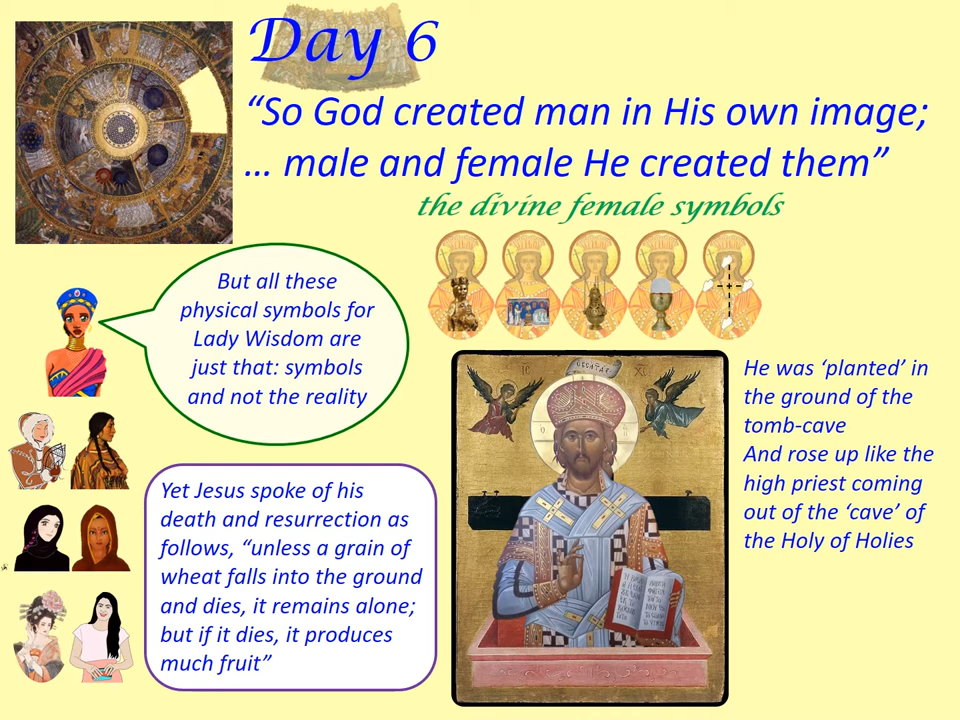 Day 6
“So God created man in His own image;
… male and female He created them”
the divine female symbols
But all these
physical symbols for
Lady Wisdom are
just that: symbols
and not the reality
Yet Jesus spoke of his
death and resurrection as
follows, “unless a grain of
wheat falls into the ground
and dies, it remains alone;
but if it dies, it produces
much fruit”
He was ‘planted’ in
the ground of the
tomb-cave
And rose up like the
high priest coming
out of the ‘cave’ of
the Holy of Holies